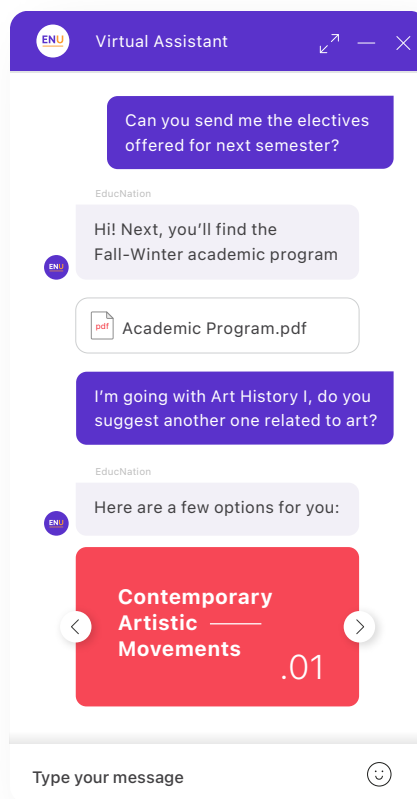 ENU
Virtual Assistant
Can you send me the electives
offered for next semester?
EducNation
Hi! Next, you’ll find the
Fall-Winter academic program
ENU
pdf
Academic Program.pdf
I’m going with Art History I, do you
suggest another one related to art?
EducNation
Here are a few options for you:
ENU
Contemporary
Artistic
Movements
.01
Type your message